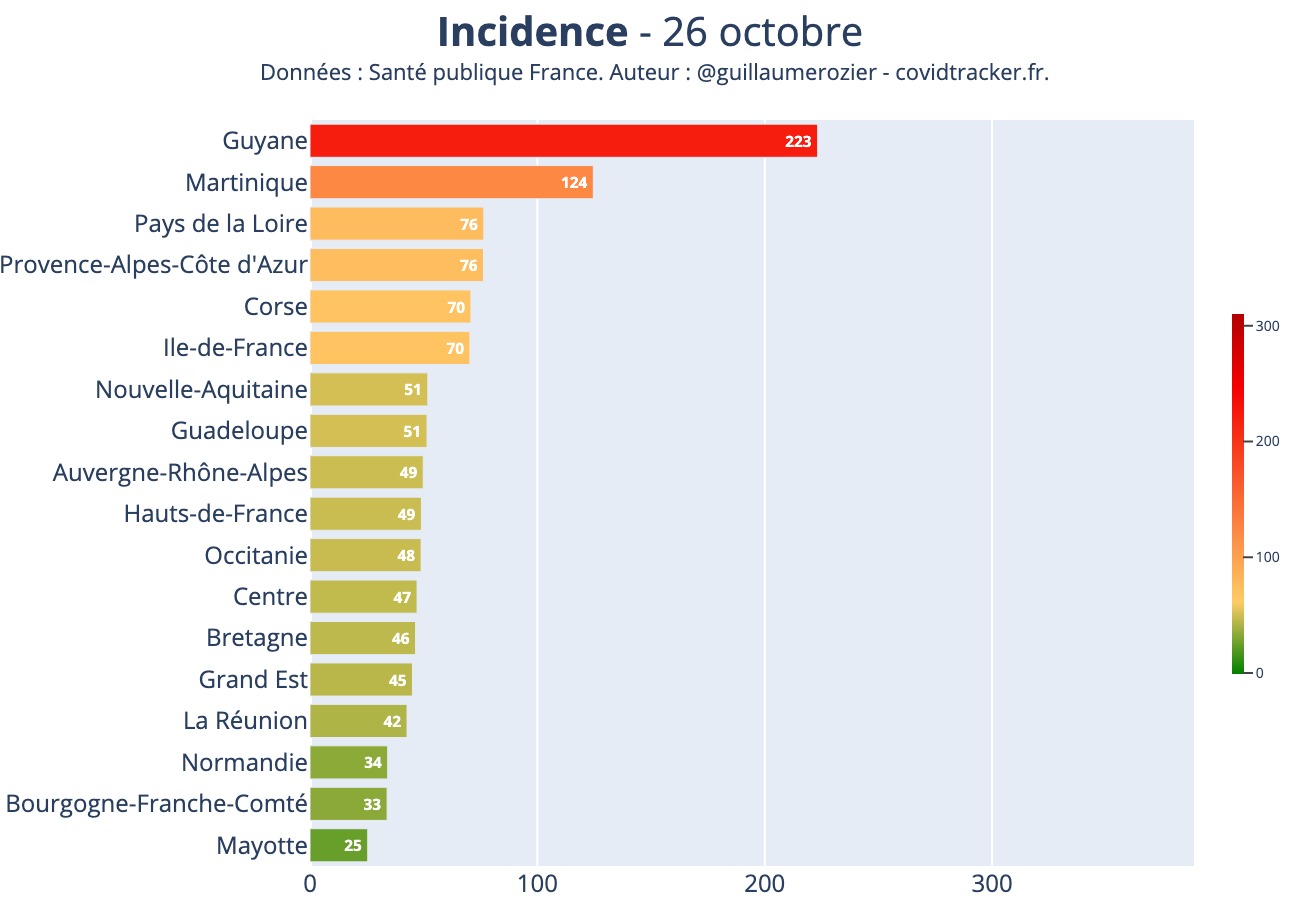 Incidence - 26 octobre
Données : Santé publique France. Auteur : @guillaumerozier - covidtracker.fr.
Guyane 223
Martinique 124
Pays de la Loire 76
Provence-Alpes-Côte d'Azur 76
Corse 70
Ile-de-France 70
Nouvelle-Aquitaine 51
Guadeloupe 51
Auvergne-Rhône-Alpes 49
Hauts-de-France 49
Occitanie 48
Centre 47
Bretagne 46
Grand Est 45
La Réunion 42
Normandie 34
Bourgogne-Franche-Comté 33
Mayotte 25
0 100 200 300
300
200
100
0